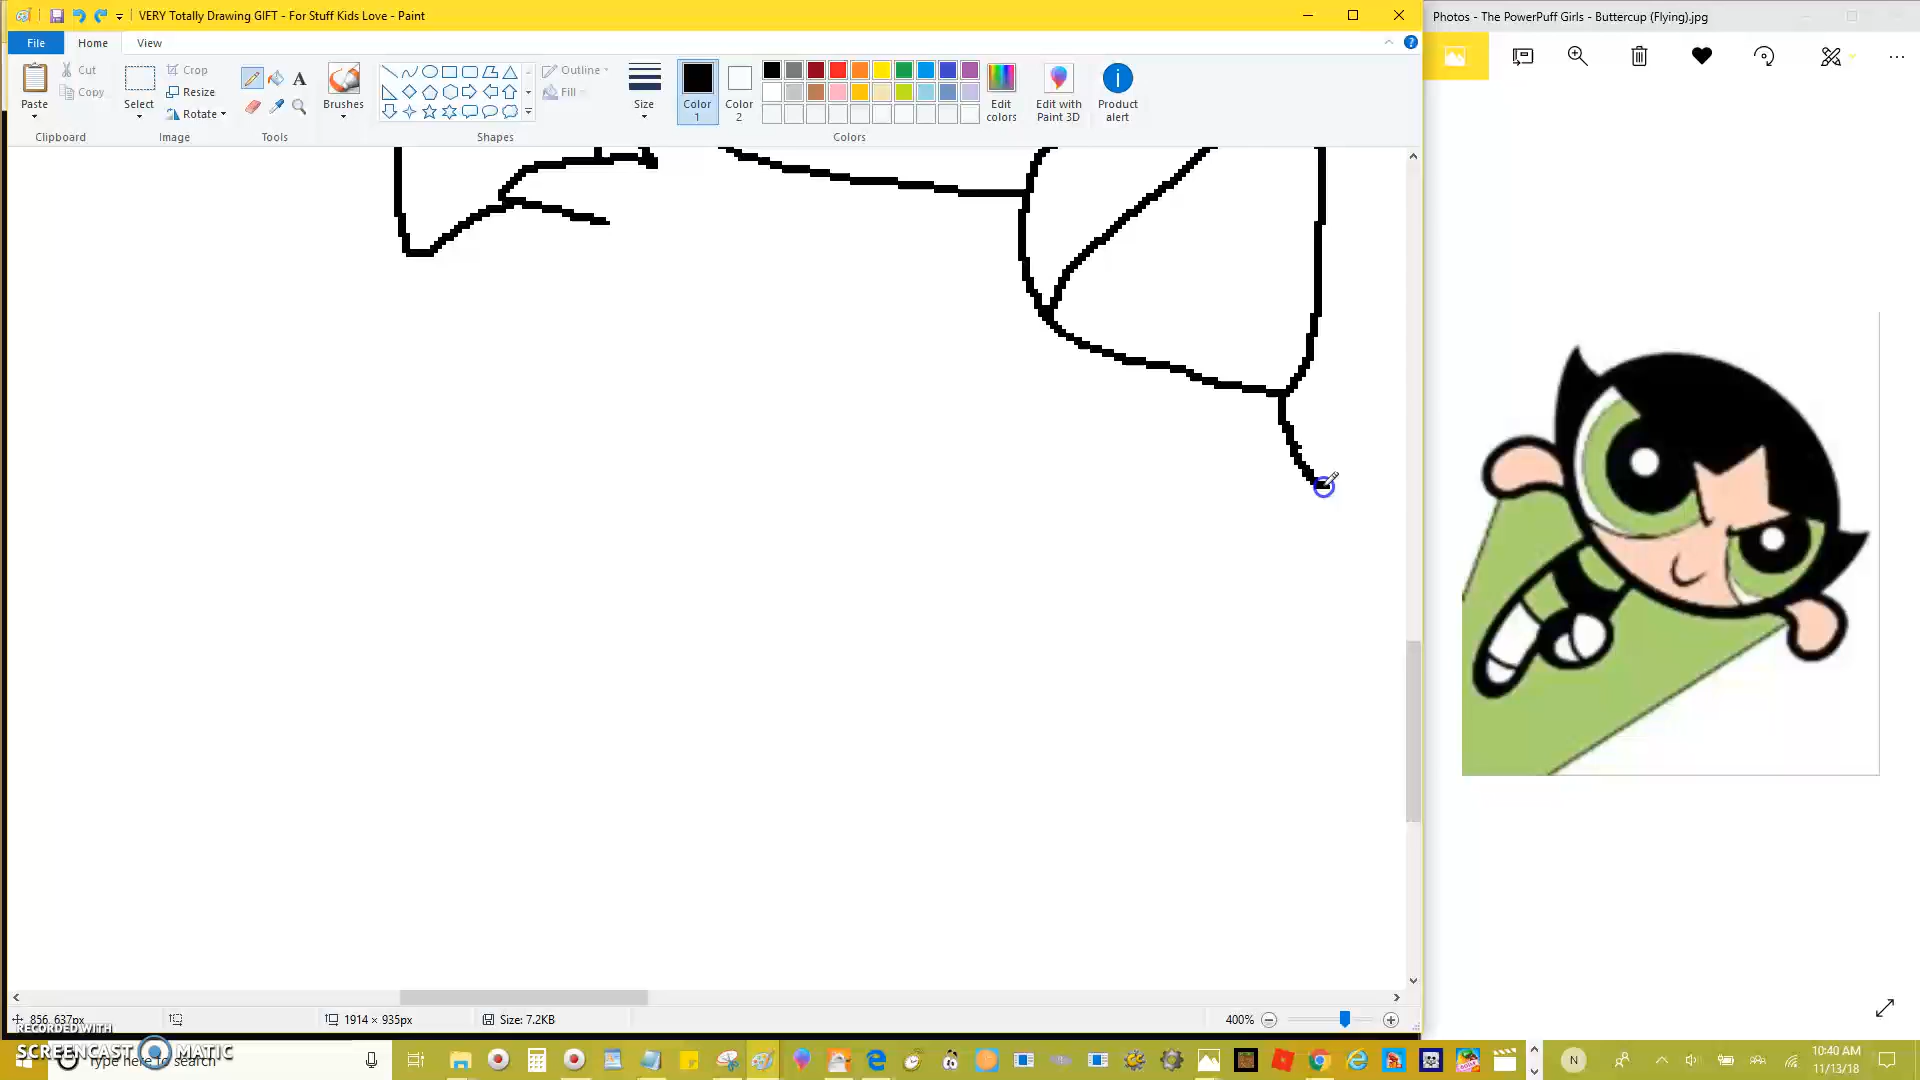 VERY Totally Drawing GIFT - For Stuff Kids Love - Paint
Photos - The PowerPuff Girls - Buttercup (Flying).jpg
File Home View
Paste
Cut
Copy
Clipboard
Select
Crop
Resize
Rotate
Image
Tools
Brushes
Outline
Fill
Shapes
Size
Color 1
Color 2
Edit colors
Colors
Edit with Paint 3D
Product alert
856, 637px
1914 × 935px
Size: 7.2KB
400%
RECORDED WITH
SCREENCAST MATIC
Type here to search
N
10:40 AM
11/13/18